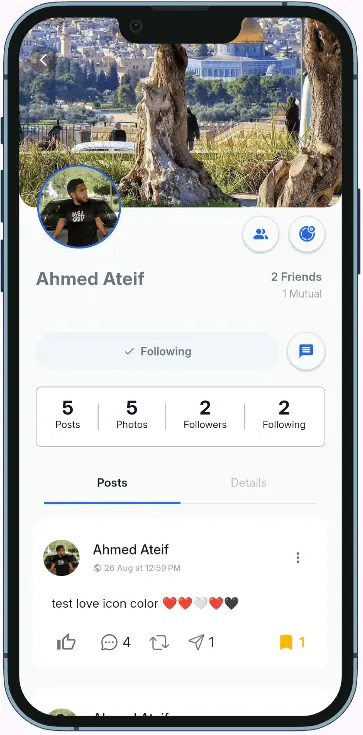 Ahmed Ateif
2 Friends
1 Mutual
Following
5 5 2 2
Posts Photos Followers Following
Posts Details
Ahmed Ateif
26 Aug at 12:59 PM
test love icon color ❤️❤️🤍❤️🖤
4 1 1
Ahmed Ateif